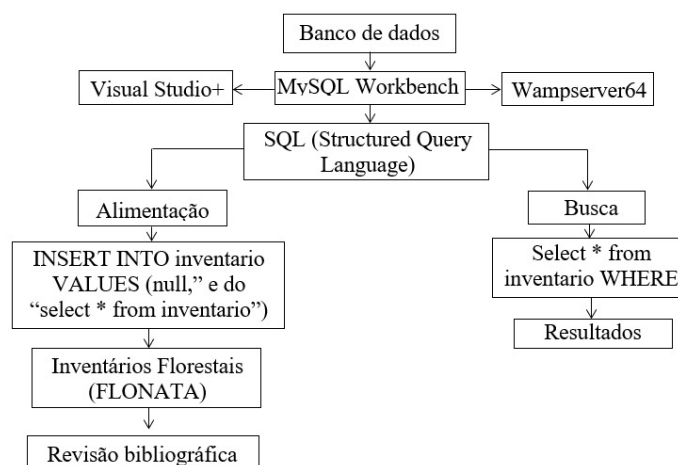 Banco de dados
Visual Studio+
MySQL Workbench
Wampserver64
SQL (Structured Query
Language)
Alimentação
Busca
INSERT INTO inventario
VALUES (null,” e do
“select * from inventario”)
Select * from
inventario WHERE
Resultados
Inventários Florestais
(FLONATA)
Revisão bibliográfica